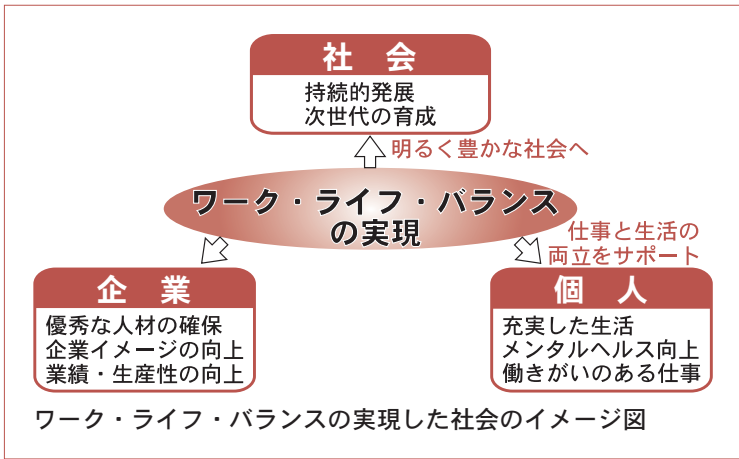 社 会
持続的発展
次世代の育成
明るく豊かな社会へ
ワーク・ライフ・バランス
の実現
仕事と生活の
両立をサポート
企 業
優秀な人材の確保
企業イメージの向上
業績・生産性の向上
個 人
充実した生活
メンタルヘルス向上
働きがいのある仕事
ワーク・ライフ・バランスの実現した社会のイメージ図